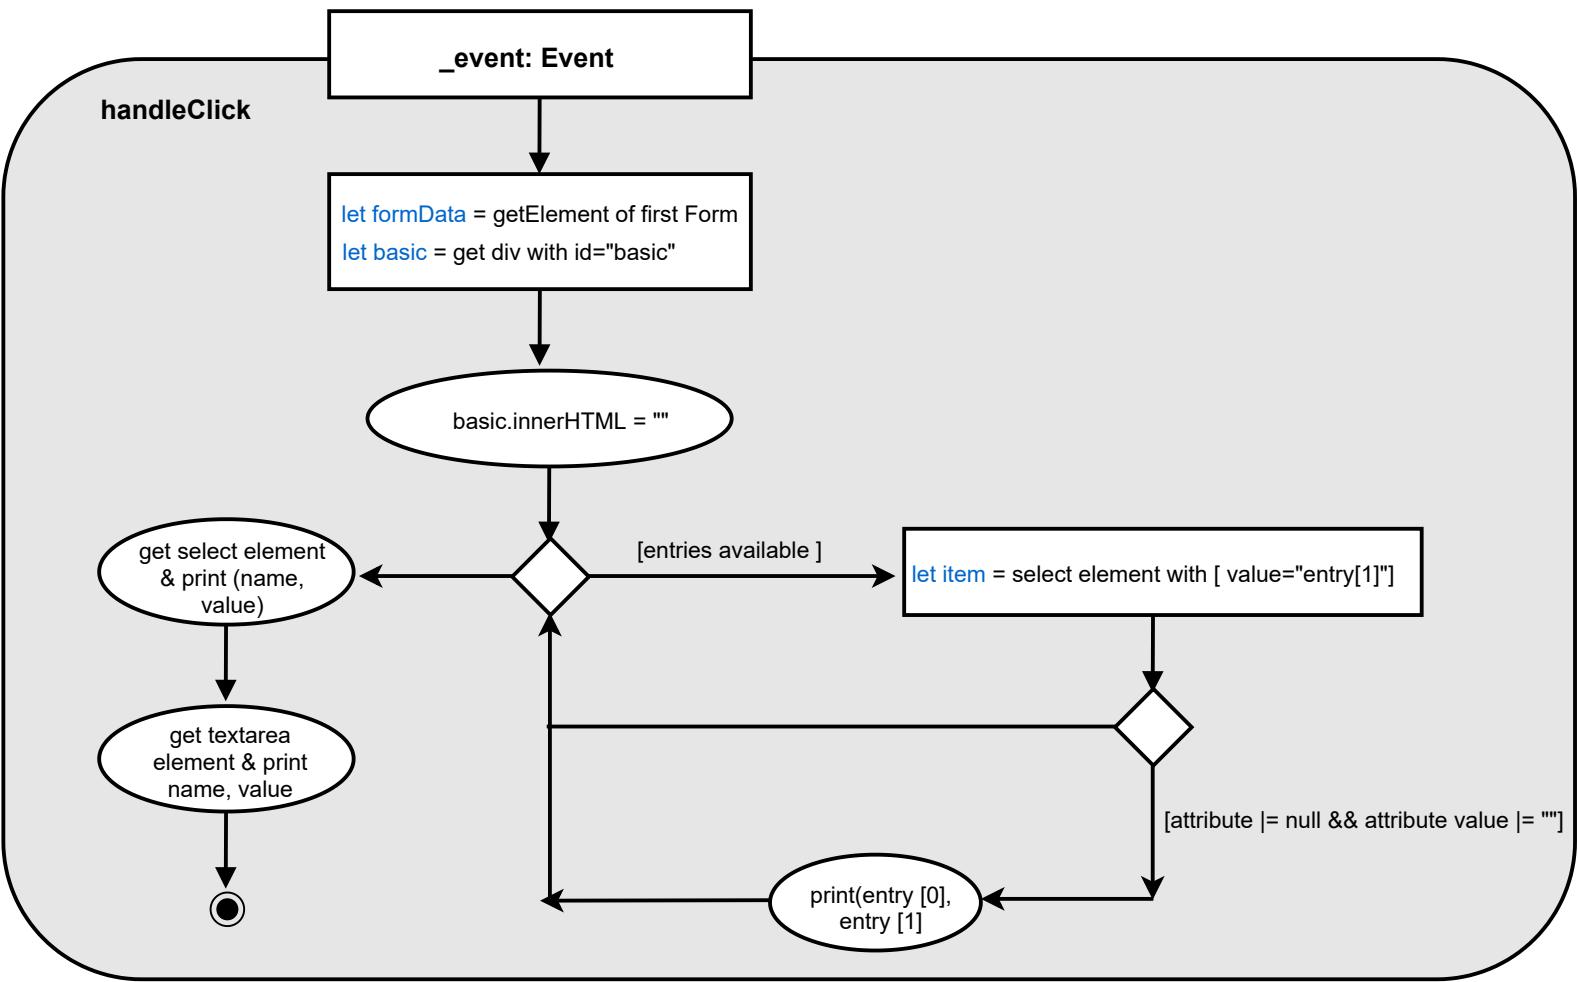 _event: Event
handleClick
let formData = getElement of first Form
let basic = get div with id="basic"
basic.innerHTML = ""
[entries available ]
get select element
& print (name,
value)
let item = select element with [ value="entry[1]"]
get textarea
element & print
name, value
[attribute |= null && attribute value |= ""]
print(entry [0],
entry [1]